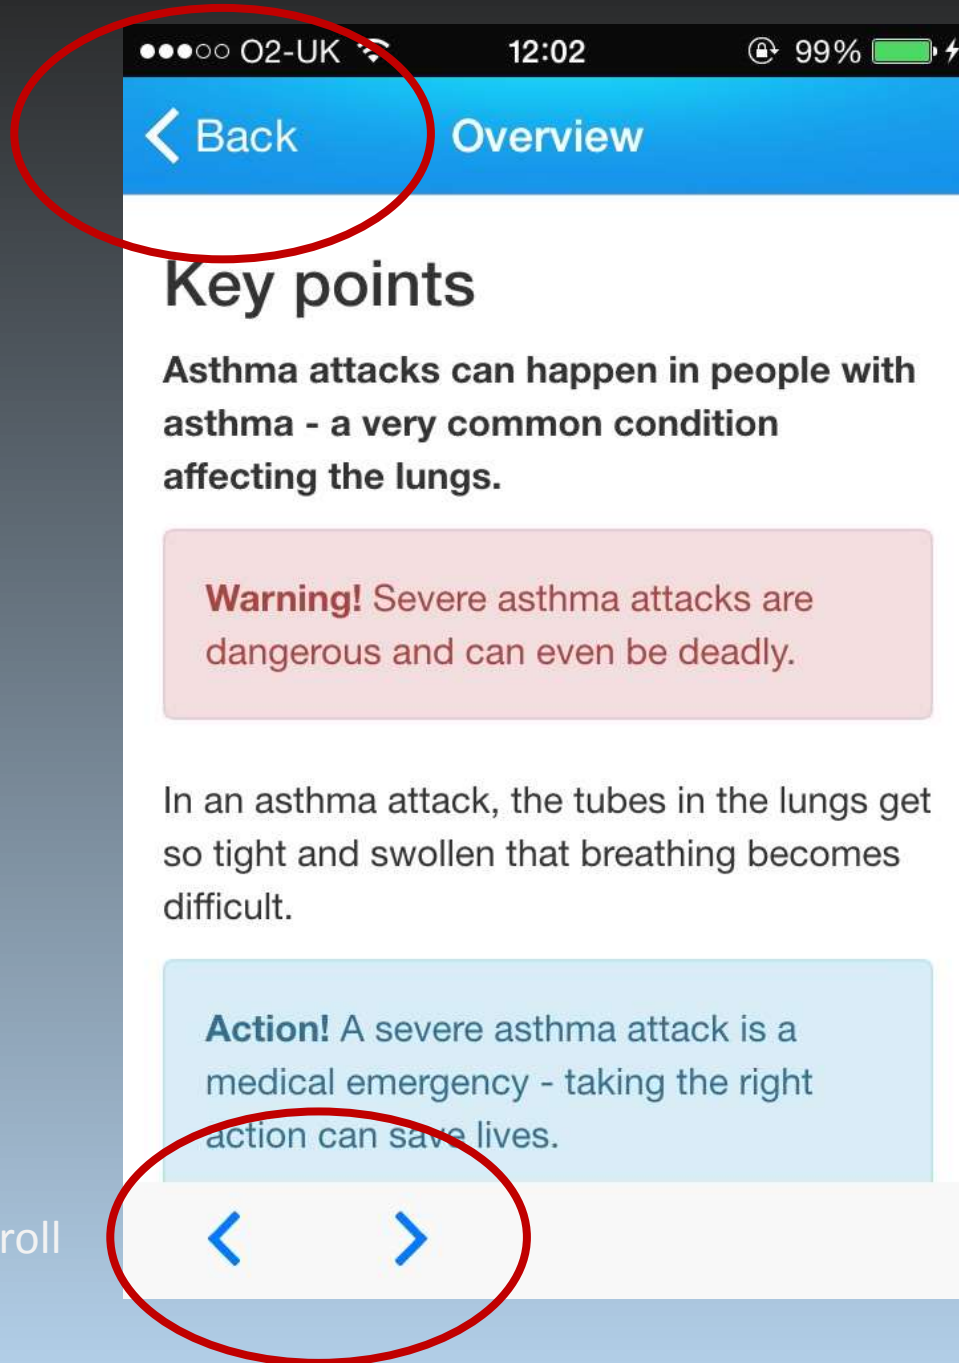 O2-UK 12:02 99%
Back Overview
Key points
Asthma attacks can happen in people with
asthma - a very common condition
affecting the lungs.
Warning! Severe asthma attacks are
dangerous and can even be deadly.
In an asthma attack, the tubes in the lungs get
so tight and swollen that breathing becomes
difficult.
Action! A severe asthma attack is a
medical emergency - taking the right
action can save lives.
roll